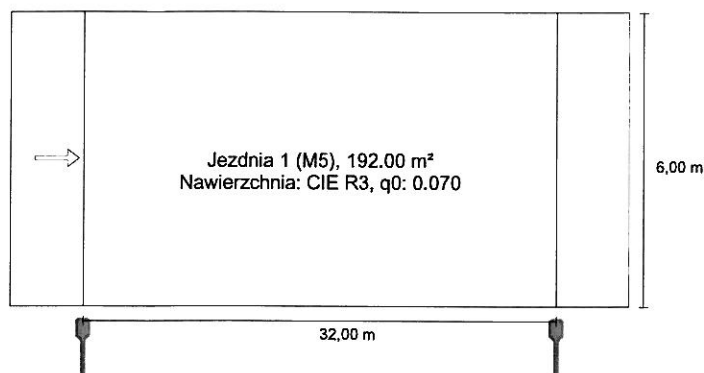 Jezdnia 1 (M5), 192.00 m²
Nawierzchnia: CIE R3, q0: 0.070
6,00 m
32,00 m